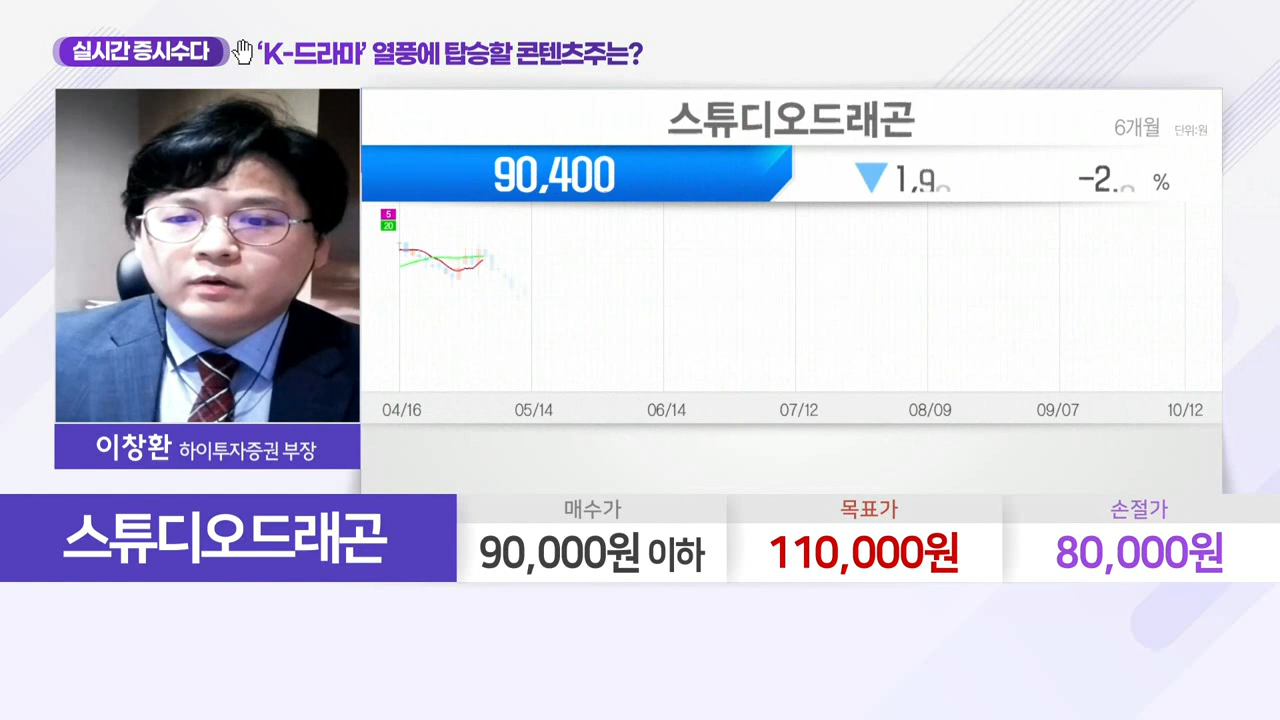 실시간 증시수다 ‘K-드라마’ 열풍에 탑승할 콘텐츠주는?
스튜디오드래곤
6개월 단위:원
90,400 ▼ 1,9 -2. %
5
20
04/16 05/14 06/14 07/12 08/09 09/07 10/12
이창환 하이투자증권 부장
스튜디오드래곤
매수가 목표가 손절가
90,000원 이하 110,000원 80,000원